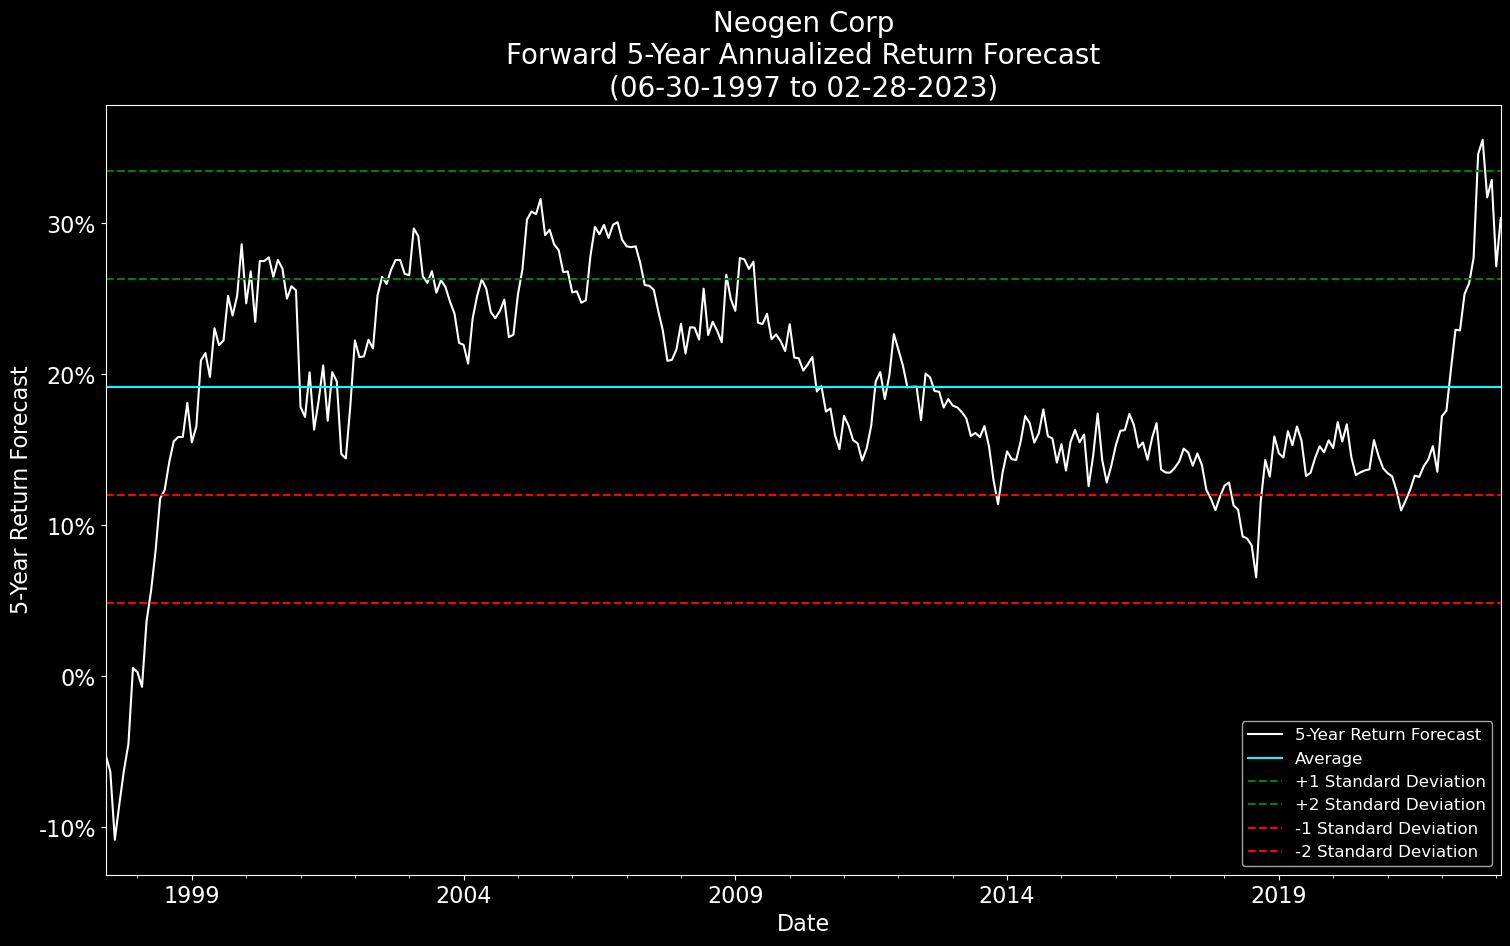 Neogen Corp
Forward 5-Year Annualized Return Forecast
(06-30-1997 to 02-28-2023)
5-Year Return Forecast
30%
20%
10%
0%
-10%
5-Year Return Forecast
Average
+1 Standard Deviation
+2 Standard Deviation
-1 Standard Deviation
-2 Standard Deviation
1999 2004 2009 2014 2019
Date